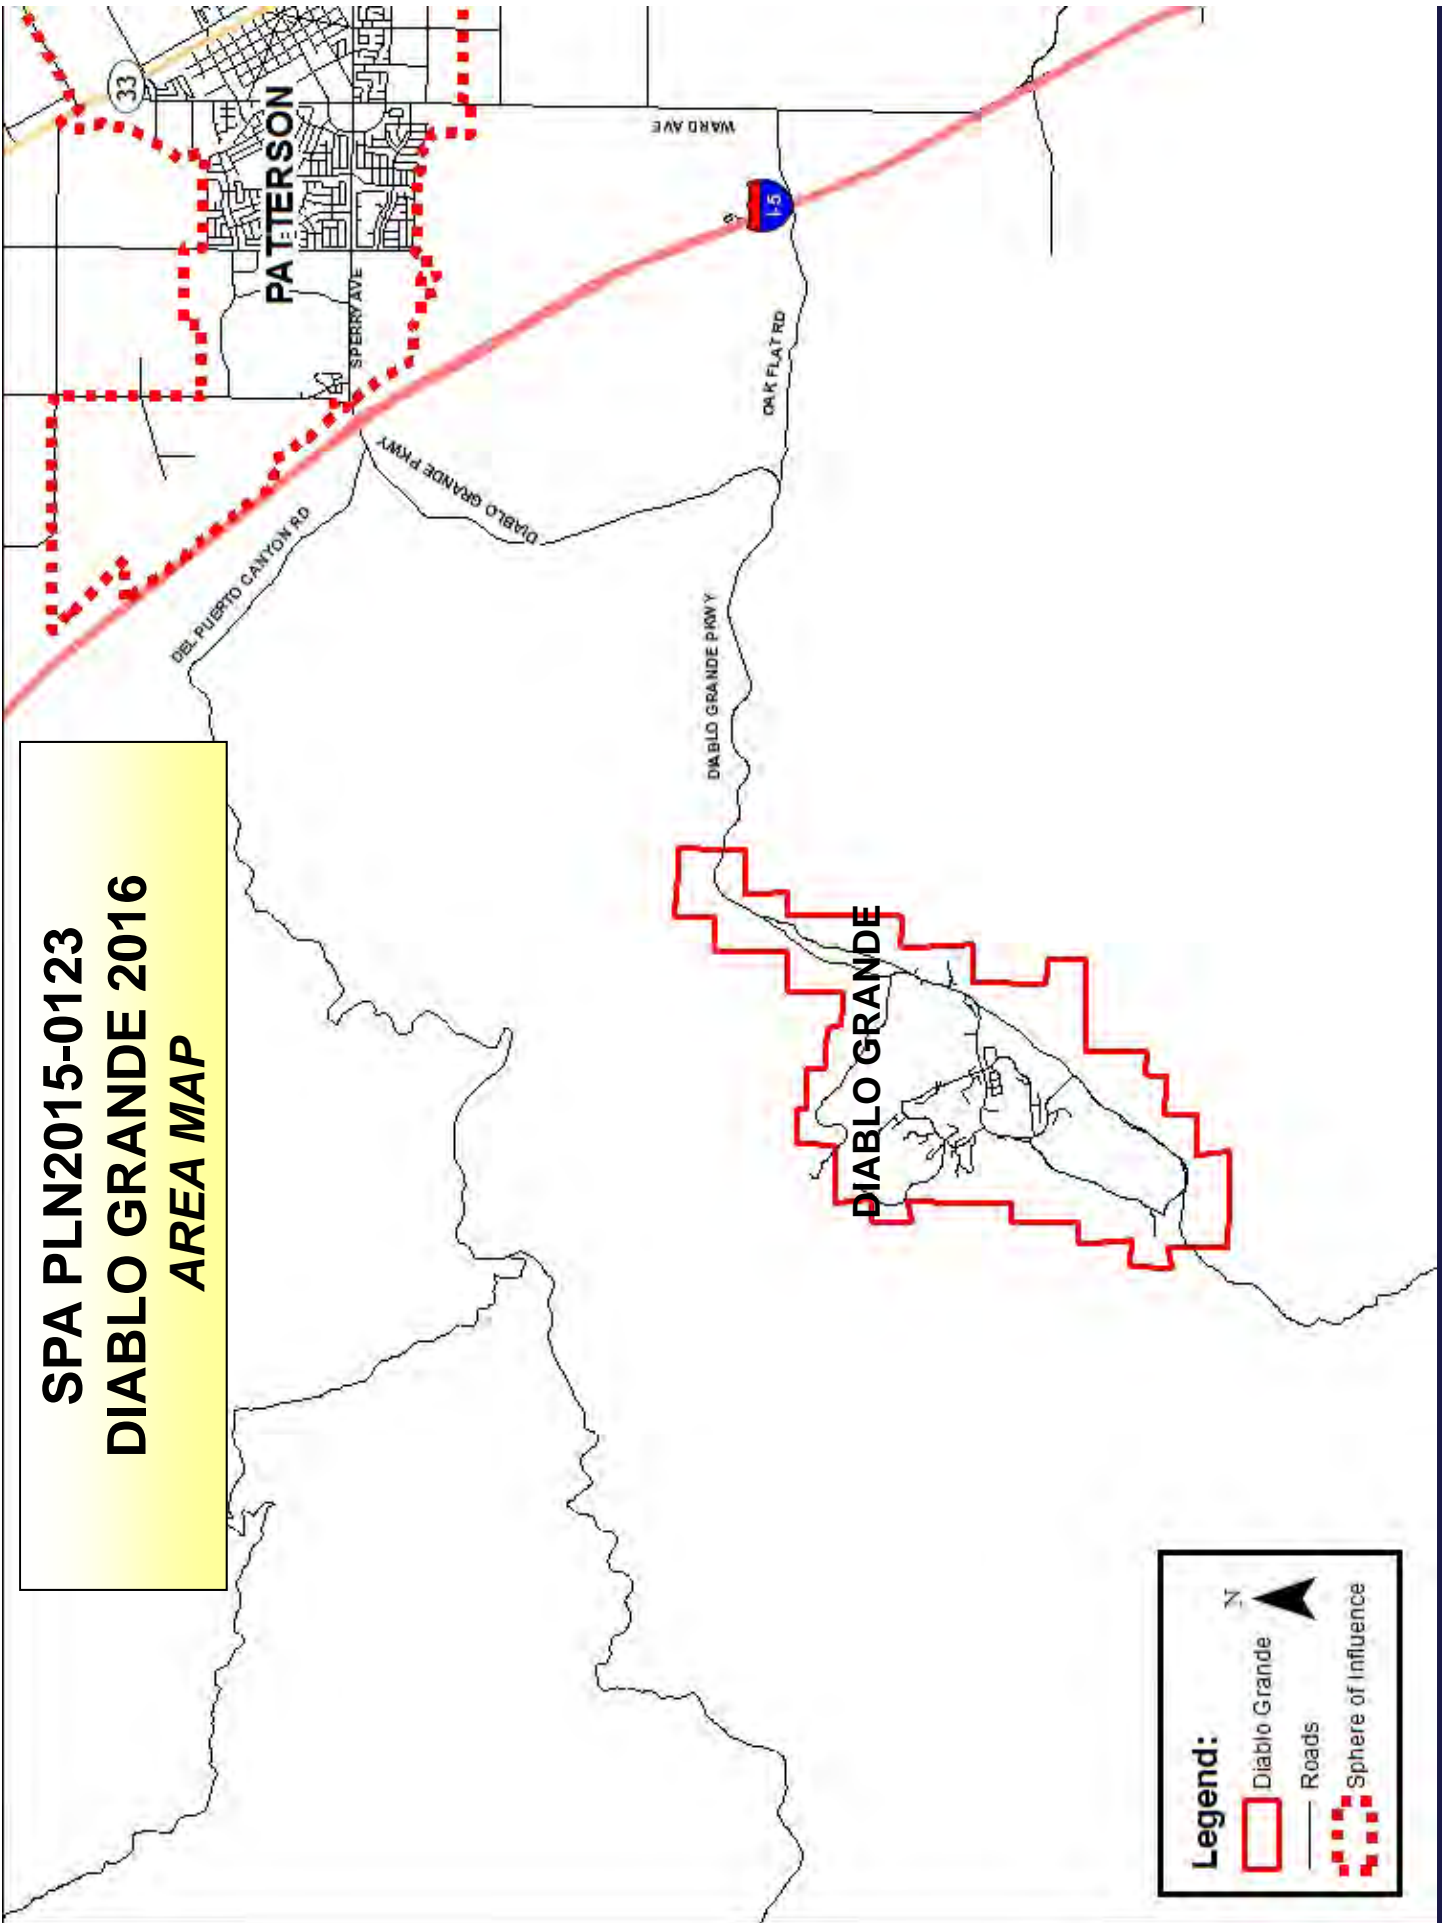 SPA PLN2015-0123
DIABLO GRANDE 2016
AREA MAP
33
PATTERSON
SPERRY AVE
WARD AVE
I-5
OAK FLAT RD
DIABLO GRANDE PKWY
DEL PUERTO CANYON RD
DIABLO GRANDE PKWY
DIABLO GRANDE
Legend:
N
Diablo Grande
Roads
Sphere of Influence